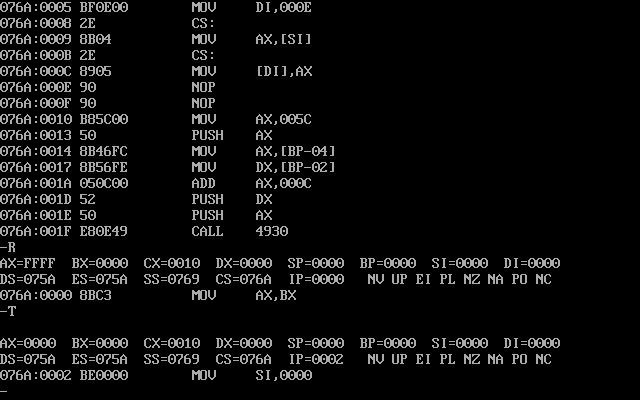 076A:0005 BF0E00 MOV DI,000E
076A:0008 2E CS:
076A:0009 8B04 MOV AX,[SI]
076A:000B 2E CS:
076A:000C 8905 MOV [DI],AX
076A:000E 90 NOP
076A:000F 90 NOP
076A:0010 B85C00 MOV AX,005C
076A:0013 50 PUSH AX
076A:0014 8B46FC MOV AX,[BP-04]
076A:0017 8B56FE MOV DX,[BP-02]
076A:001A 050C00 ADD AX,000C
076A:001D 52 PUSH DX
076A:001E 50 PUSH AX
076A:001F E80E49 CALL 4930
-R
AX=FFFF BX=0000 CX=0010 DX=0000 SP=0000 BP=0000 SI=0000 DI=0000
DS=075A ES=075A SS=0769 CS=076A IP=0000 NV UP EI PL NZ NA PO NC
076A:0000 8BC3 MOV AX,BX
-T
AX=0000 BX=0000 CX=0010 DX=0000 SP=0000 BP=0000 SI=0000 DI=0000
DS=075A ES=075A SS=0769 CS=076A IP=0002 NV UP EI PL NZ NA PO NC
076A:0002 BE0000 MOV SI,0000
-